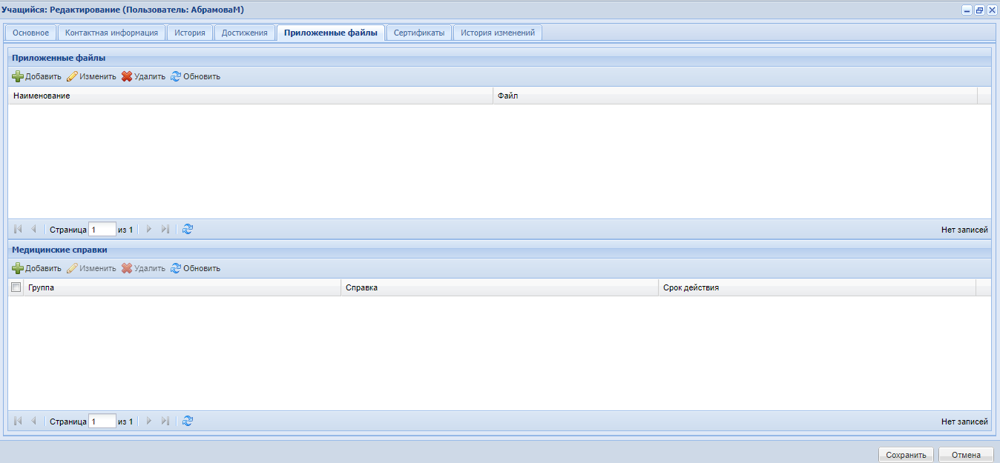 Учащийся: Редактирование (Пользователь: АбрамоваМ)
Основное Контактная информация История Достижения Приложенные файлы Сертификаты История изменений
Приложенные файлы
Добавить Изменить Удалить Обновить
Наименование Файл
Страница 1 из 1 Нет записей
Медицинские справки
Добавить Изменить Удалить Обновить
Группа Справка Срок действия
Страница 1 из 1 Нет записей
Сохранить Отмена